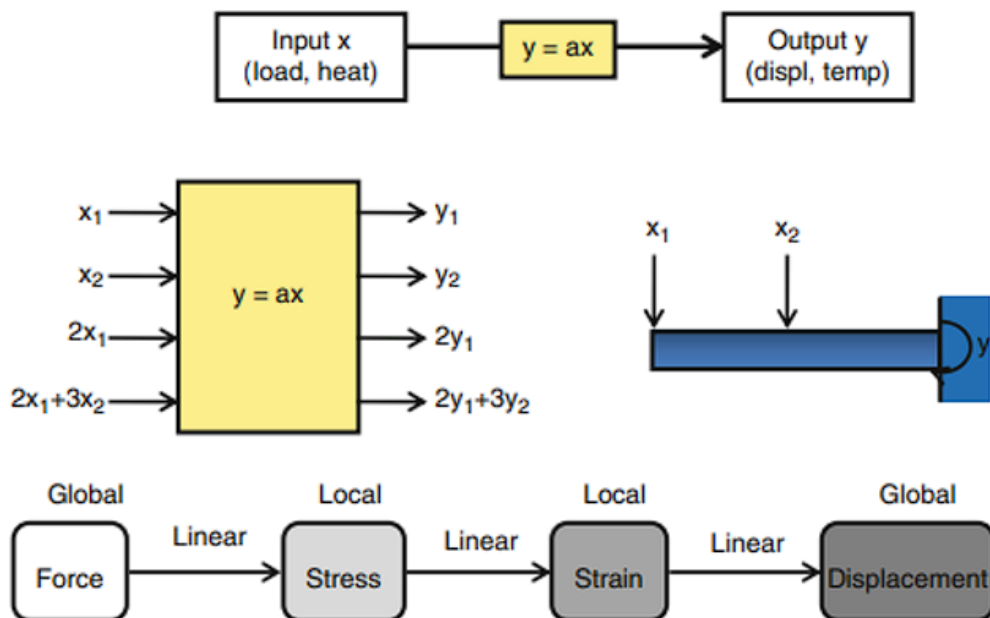 Input x
(load, heat)
y = ax
Output y
(displ, temp)
x₁
x₂
2x₁
2x₁+3x₂
y = ax
y₁
y₂
2y₁
2y₁+3y₂
x₁
x₂
y
Global
Local
Local
Global
Force
Linear
Stress
Linear
Strain
Linear
Displacement